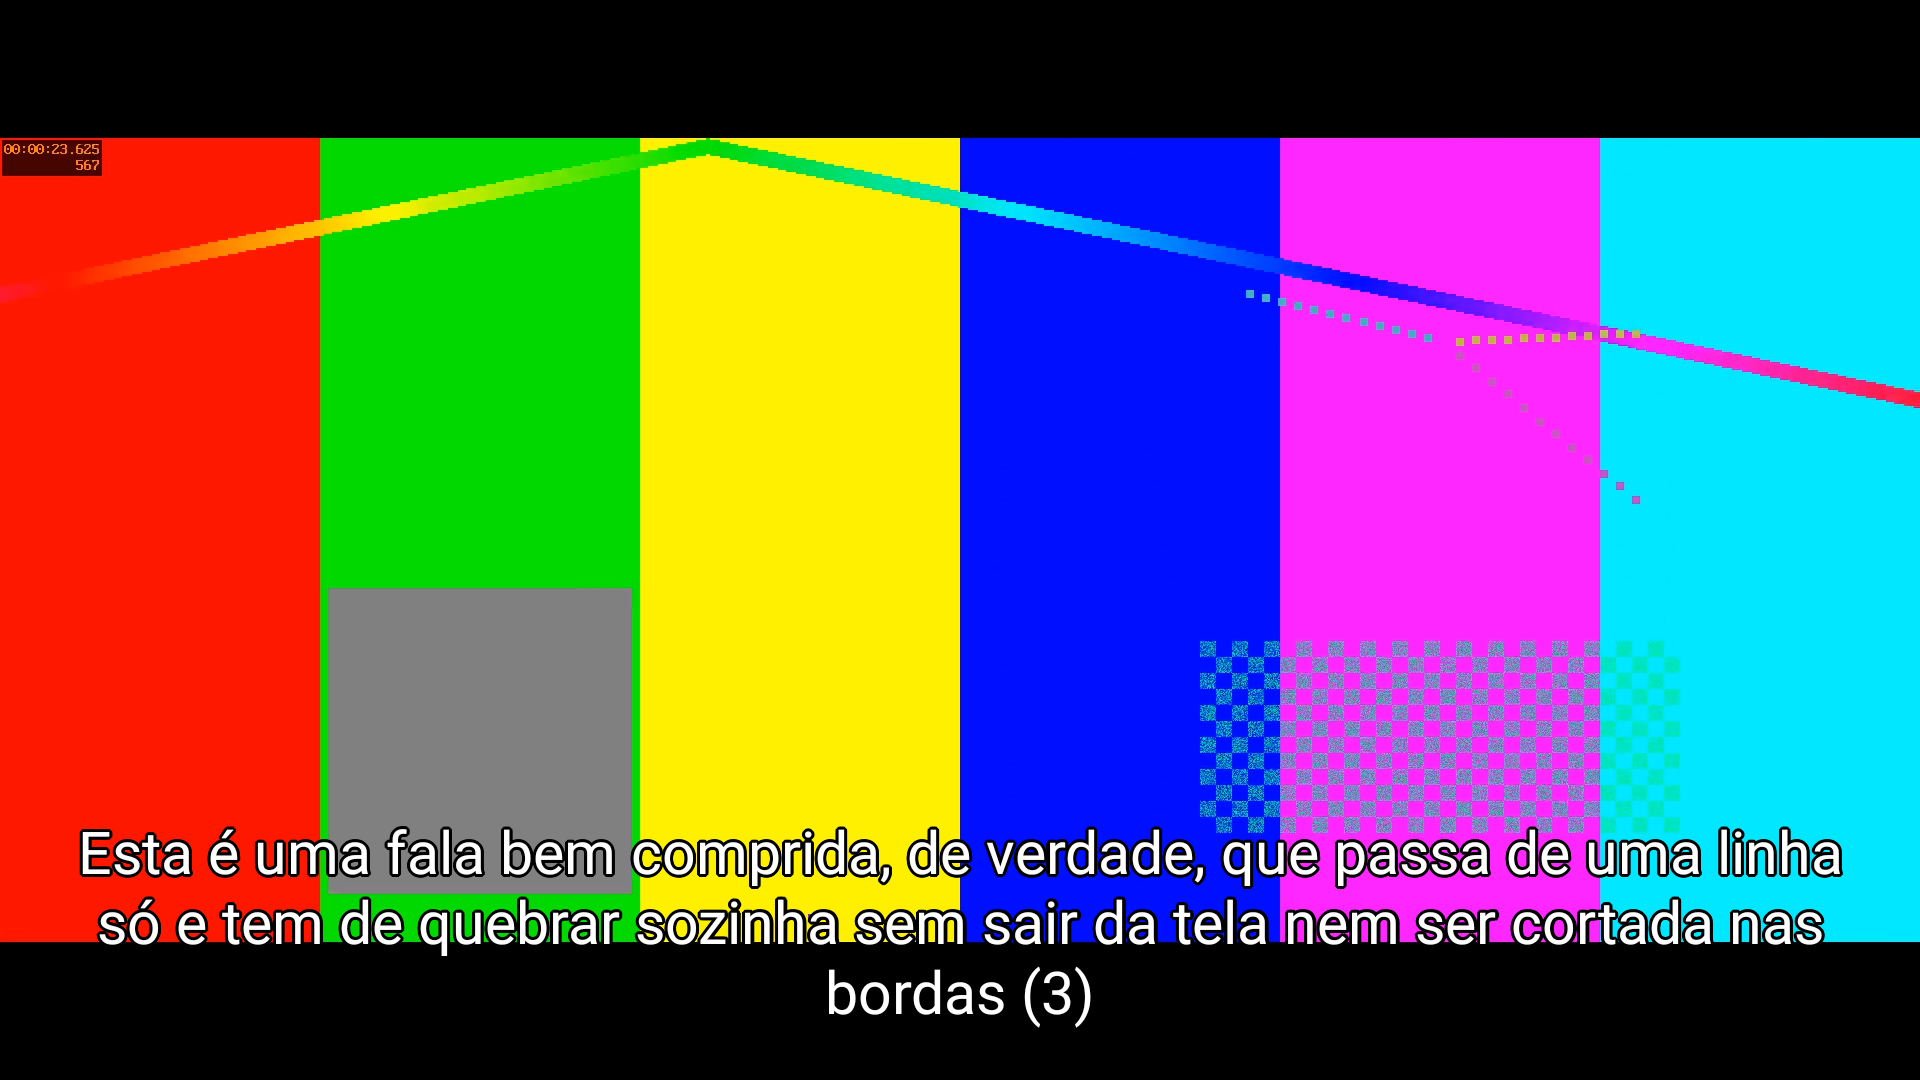 00:00:23.625
567
Esta é uma fala bem comprida, de verdade, que passa de uma linha
só e tem de quebrar sozinha sem sair da tela nem ser cortada nas
bordas (3)